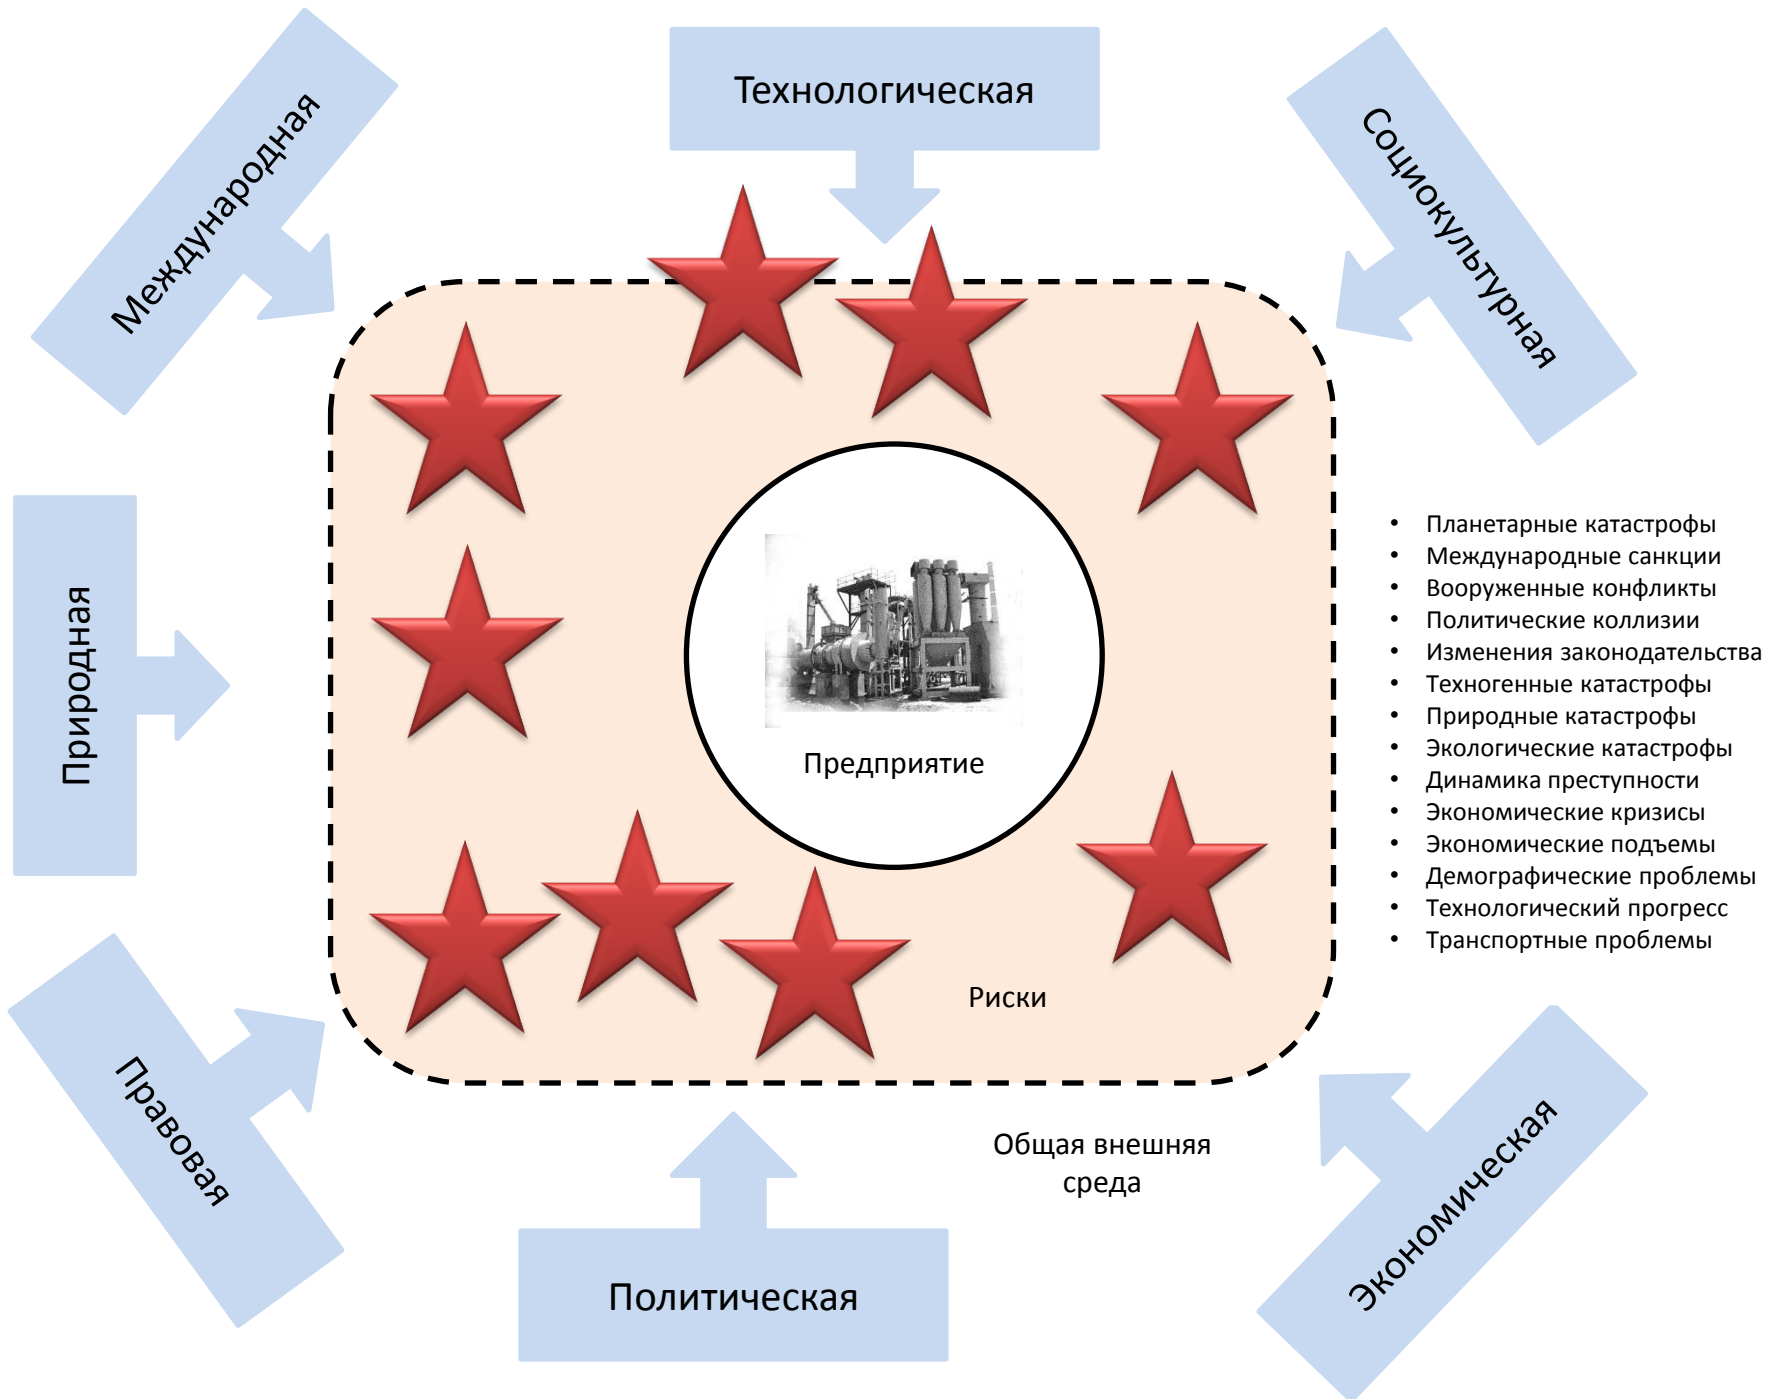 Технологическая
Международная
Социокультурная
Природная
Предприятие
• Планетарные катастрофы
• Международные санкции
• Вооруженные конфликты
• Политические коллизии
• Изменения законодательства
• Техногенные катастрофы
• Природные катастрофы
• Экологические катастрофы
• Динамика преступности
• Экономические кризисы
• Экономические подъемы
• Демографические проблемы
• Технологический прогресс
• Транспортные проблемы
Риски
Правовая
Общая внешняя
среда
Экономическая
Политическая